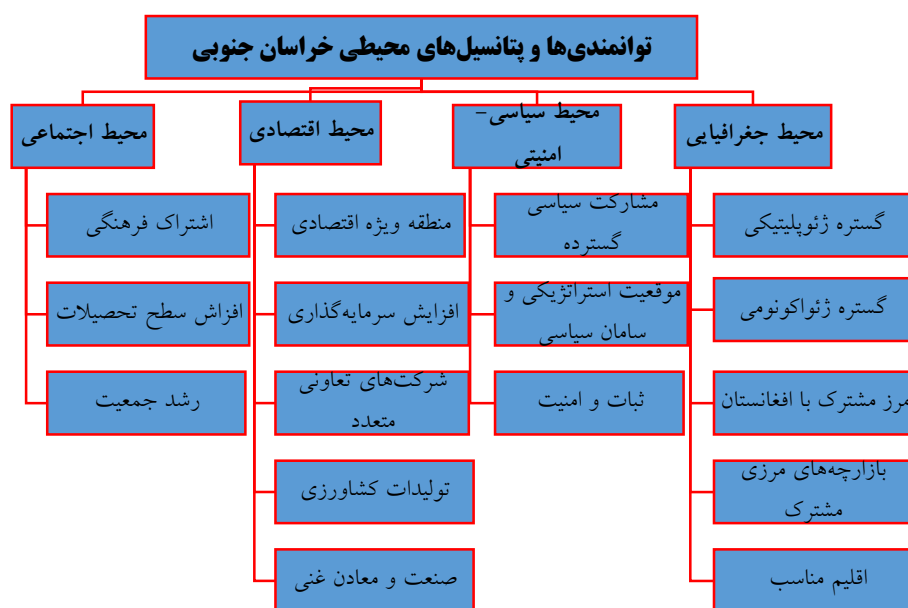 توانمندی‌ها و پتانسیل‌های محیطی خراسان جنوبی
محیط جغرافیایی
گستره ژئوپلیتیکی
گستره ژئواکونومی
مرز مشترک با افغانستان
بازارچه‌های مرزی
مشترک
اقلیم مناسب
محیط سیاسی-
امنیتی
مشارکت سیاسی
گسترده
موقعیت استراتژیکی و
سامان سیاسی
ثبات و امنیت
محیط اقتصادی
منطقه ویژه اقتصادی
افزایش سرمایه‌گذاری
شرکت‌های تعاونی
متعدد
تولیدات کشاورزی
صنعت و معادن غنی
محیط اجتماعی
اشتراک فرهنگی
افزاش سطح تحصیلات
رشد جمعیت